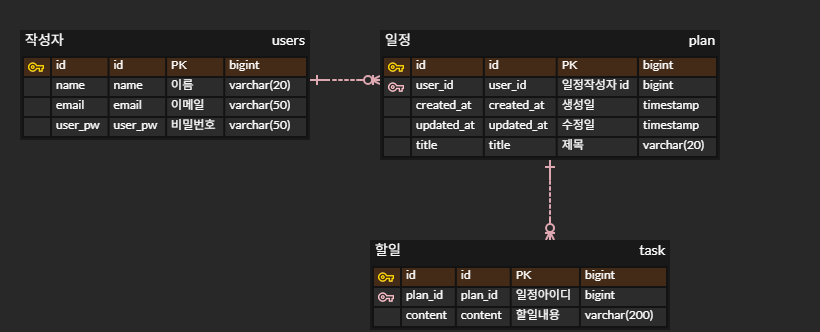 작성자 users
id id PK bigint
name name 이름 varchar(20)
email email 이메일 varchar(50)
user_pw user_pw 비밀번호 varchar(50)
일정 plan
id id PK bigint
user_id user_id 일정작성자 id bigint
created_at created_at 생성일 timestamp
updated_at updated_at 수정일 timestamp
title title 제목 varchar(20)
할일 task
id id PK bigint
plan_id plan_id 일정아이디 bigint
content content 할일내용 varchar(200)